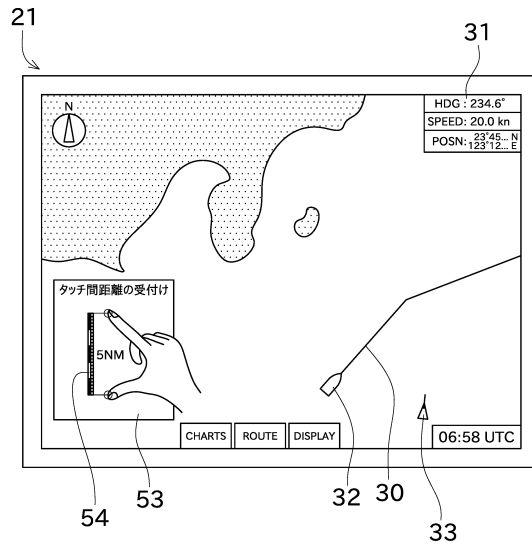 21
31
N
HDG : 234.6°
SPEED: 20.0 kn
POSN: 23°45... N
123°12... E
タッチ間距離の受付け
5NM
CHARTS ROUTE DISPLAY
06:58 UTC
54
53
32
30
33